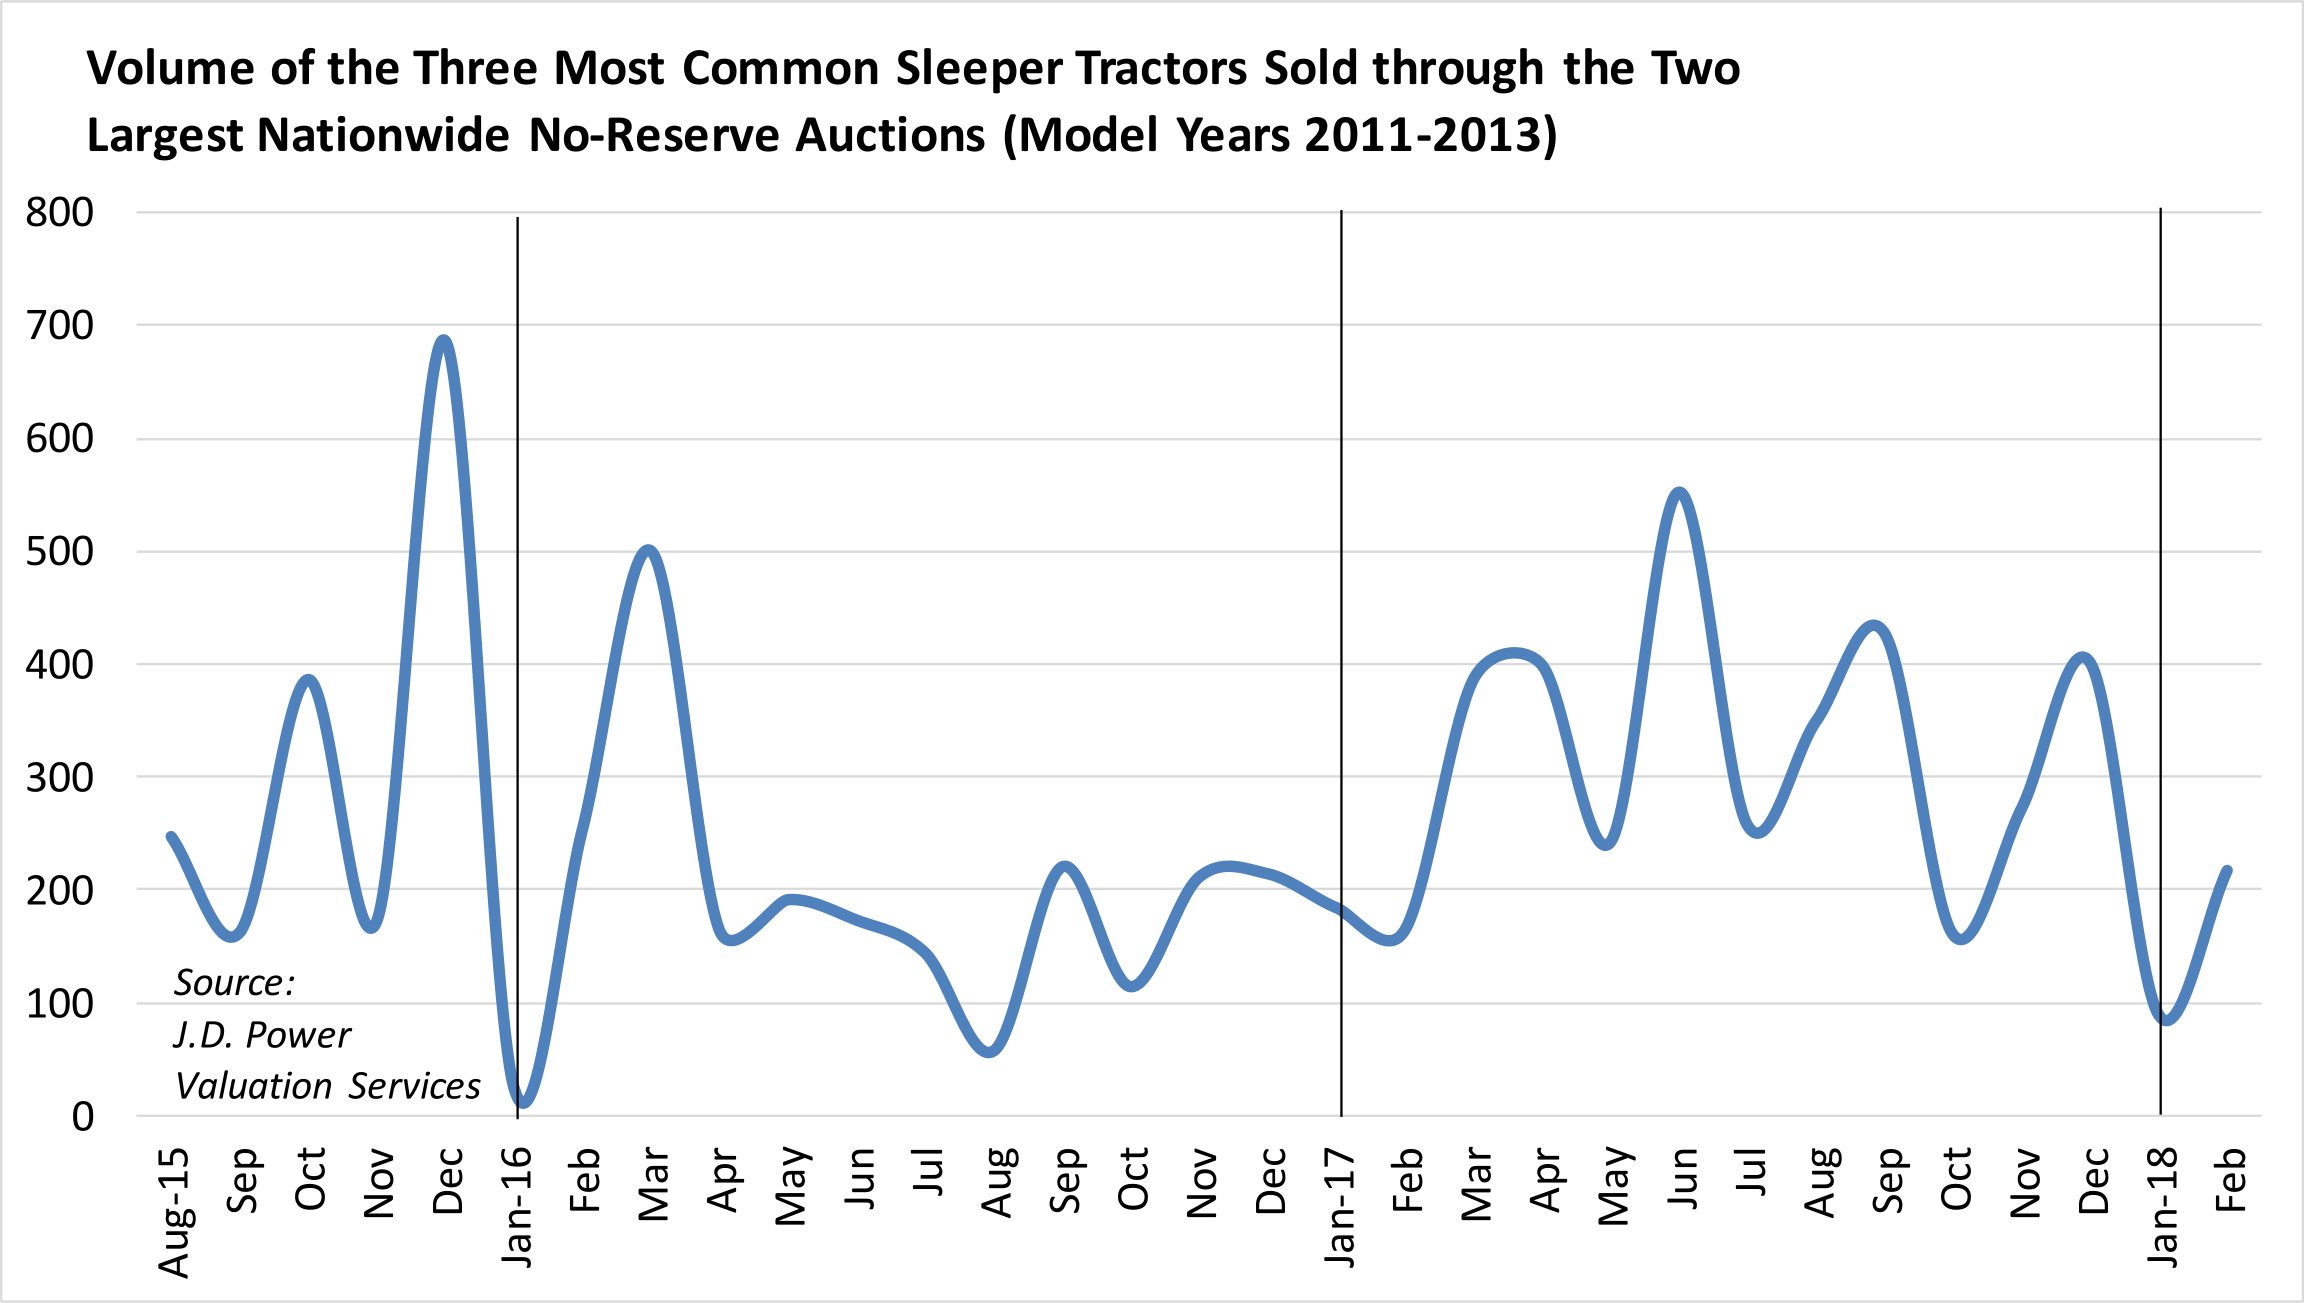 Volume of the Three Most Common Sleeper Tractors Sold through the Two
Largest Nationwide No-Reserve Auctions (Model Years 2011-2013)
800
700
600
500
400
300
200
100
0
Source:
J.D. Power
Valuation Services
Aug-15
Sep
Oct
Nov
Dec
Jan-16
Feb
Mar
Apr
May
Jun
Jul
Aug
Sep
Oct
Nov
Dec
Jan-17
Feb
Mar
Apr
May
Jun
Jul
Aug
Sep
Oct
Nov
Dec
Jan-18
Feb